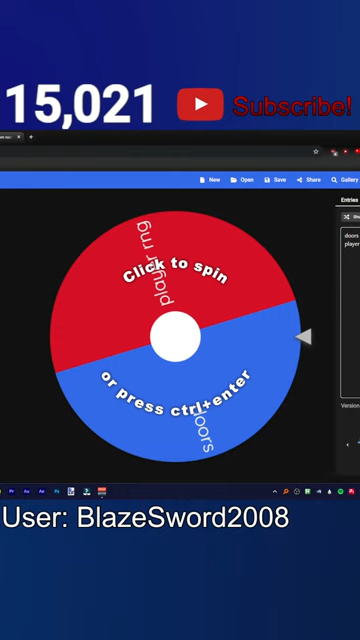 15,021 Subscribe!
New Open Save Share Gallery
Entries
player rng
Click to spin
doors
player
or press ctrl+enter
doors
Version
User: BlazeSword2008